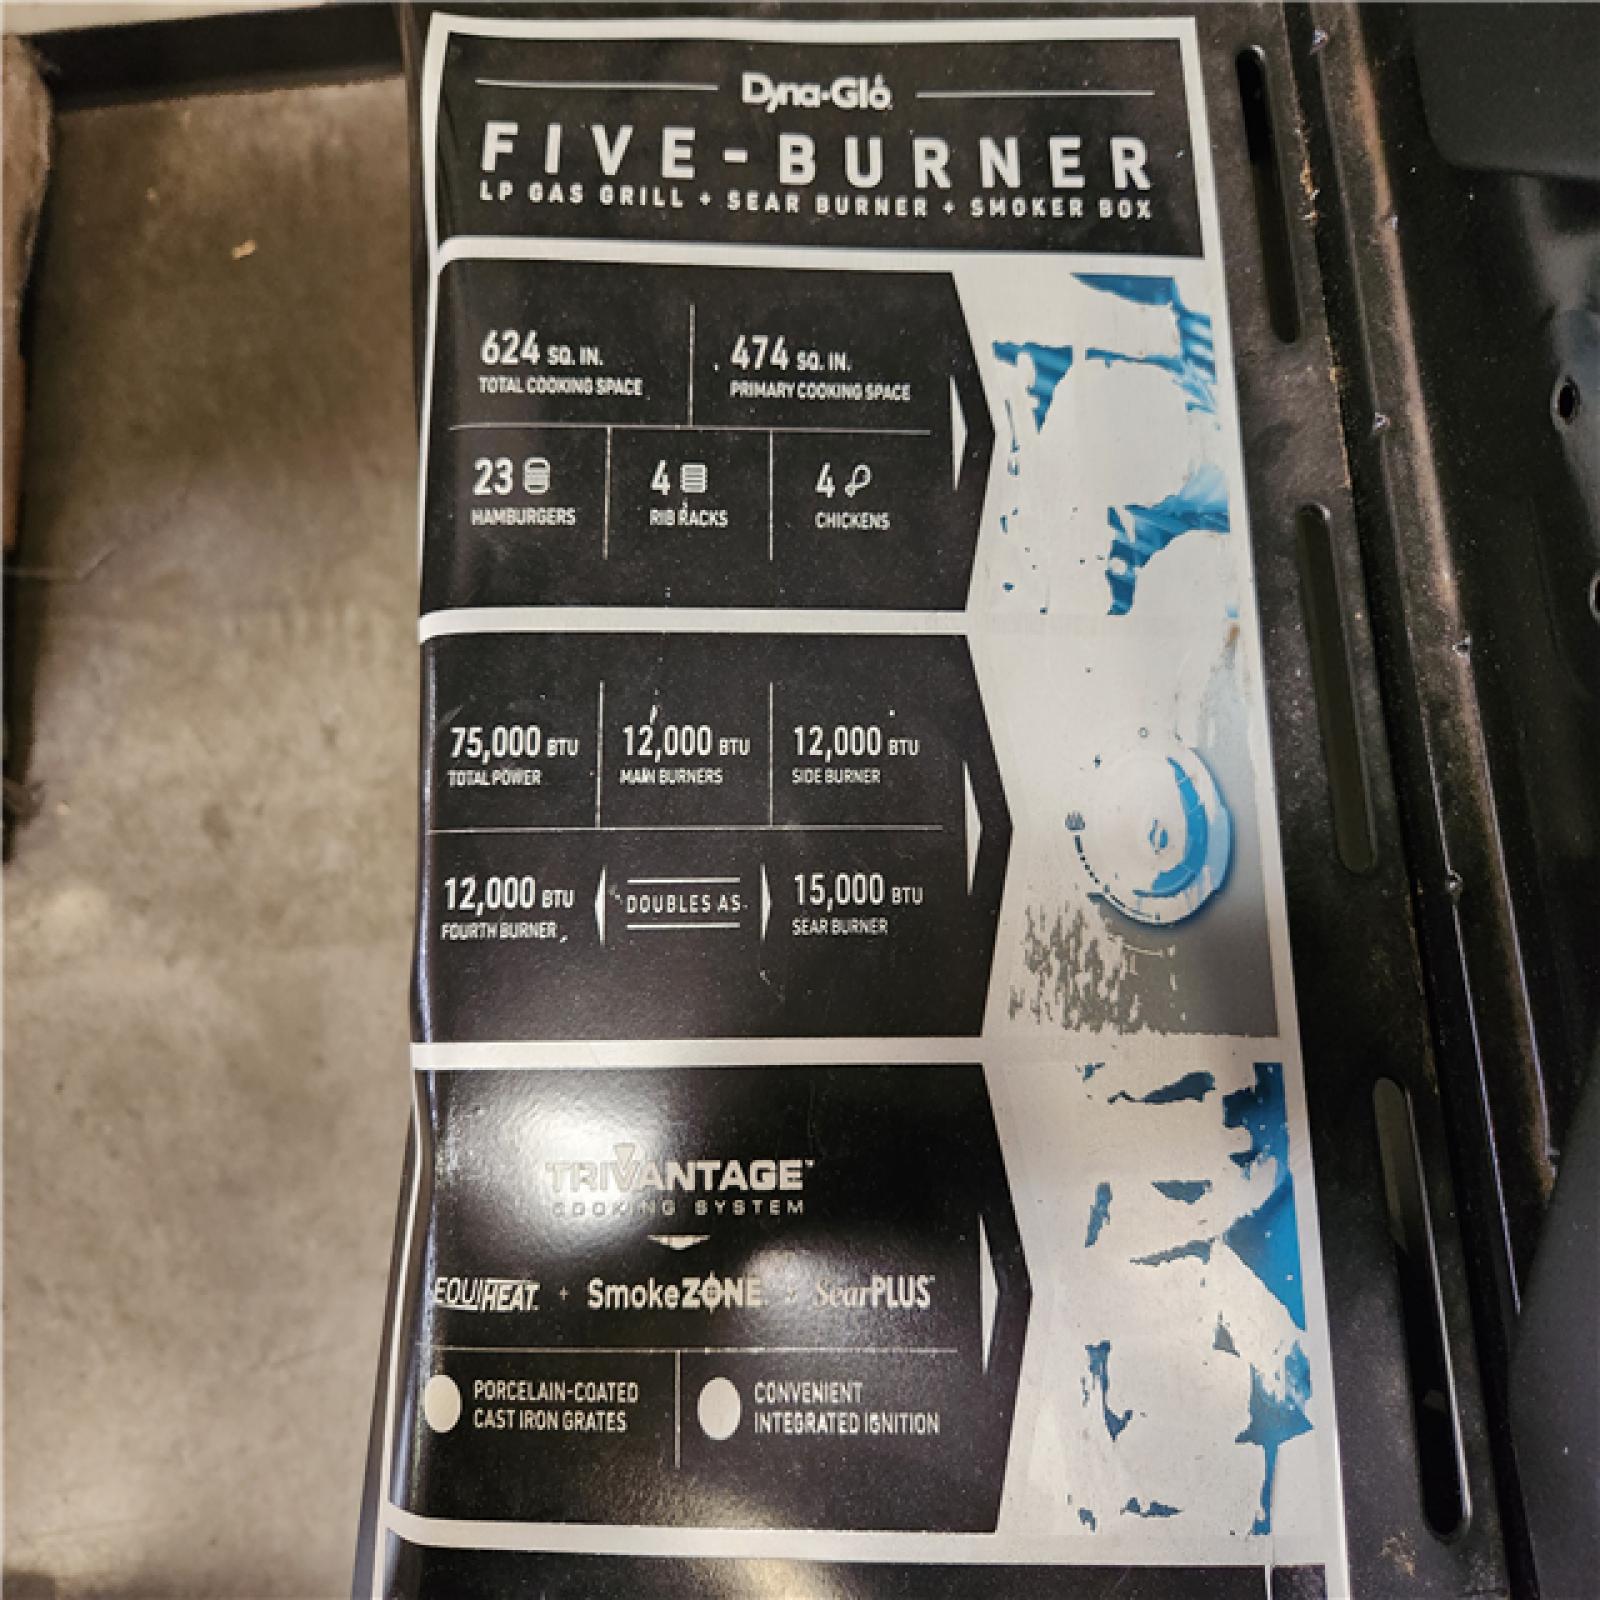 Dyna-Glo
FIVE-BURNER
LP GAS GRILL + SEAR BURNER + SMOKER BOX
624 SQ. IN.
TOTAL COOKING SPACE
474 SQ. IN.
PRIMARY COOKING SPACE
23
HAMBURGERS
4
RIB RACKS
4
CHICKENS
75,000 BTU
TOTAL POWER
12,000 BTU
MAIN BURNERS
12,000 BTU
SIDE BURNER
12,000 BTU
FOURTH BURNER
DOUBLES AS
15,000 BTU
SEAR BURNER
TRIVANTAGE™
COOKING SYSTEM
EQUIHEAT + SmokeZONE + SearPLUS
PORCELAIN-COATED
CAST IRON GRATES
CONVENIENT
INTEGRATED IGNITION